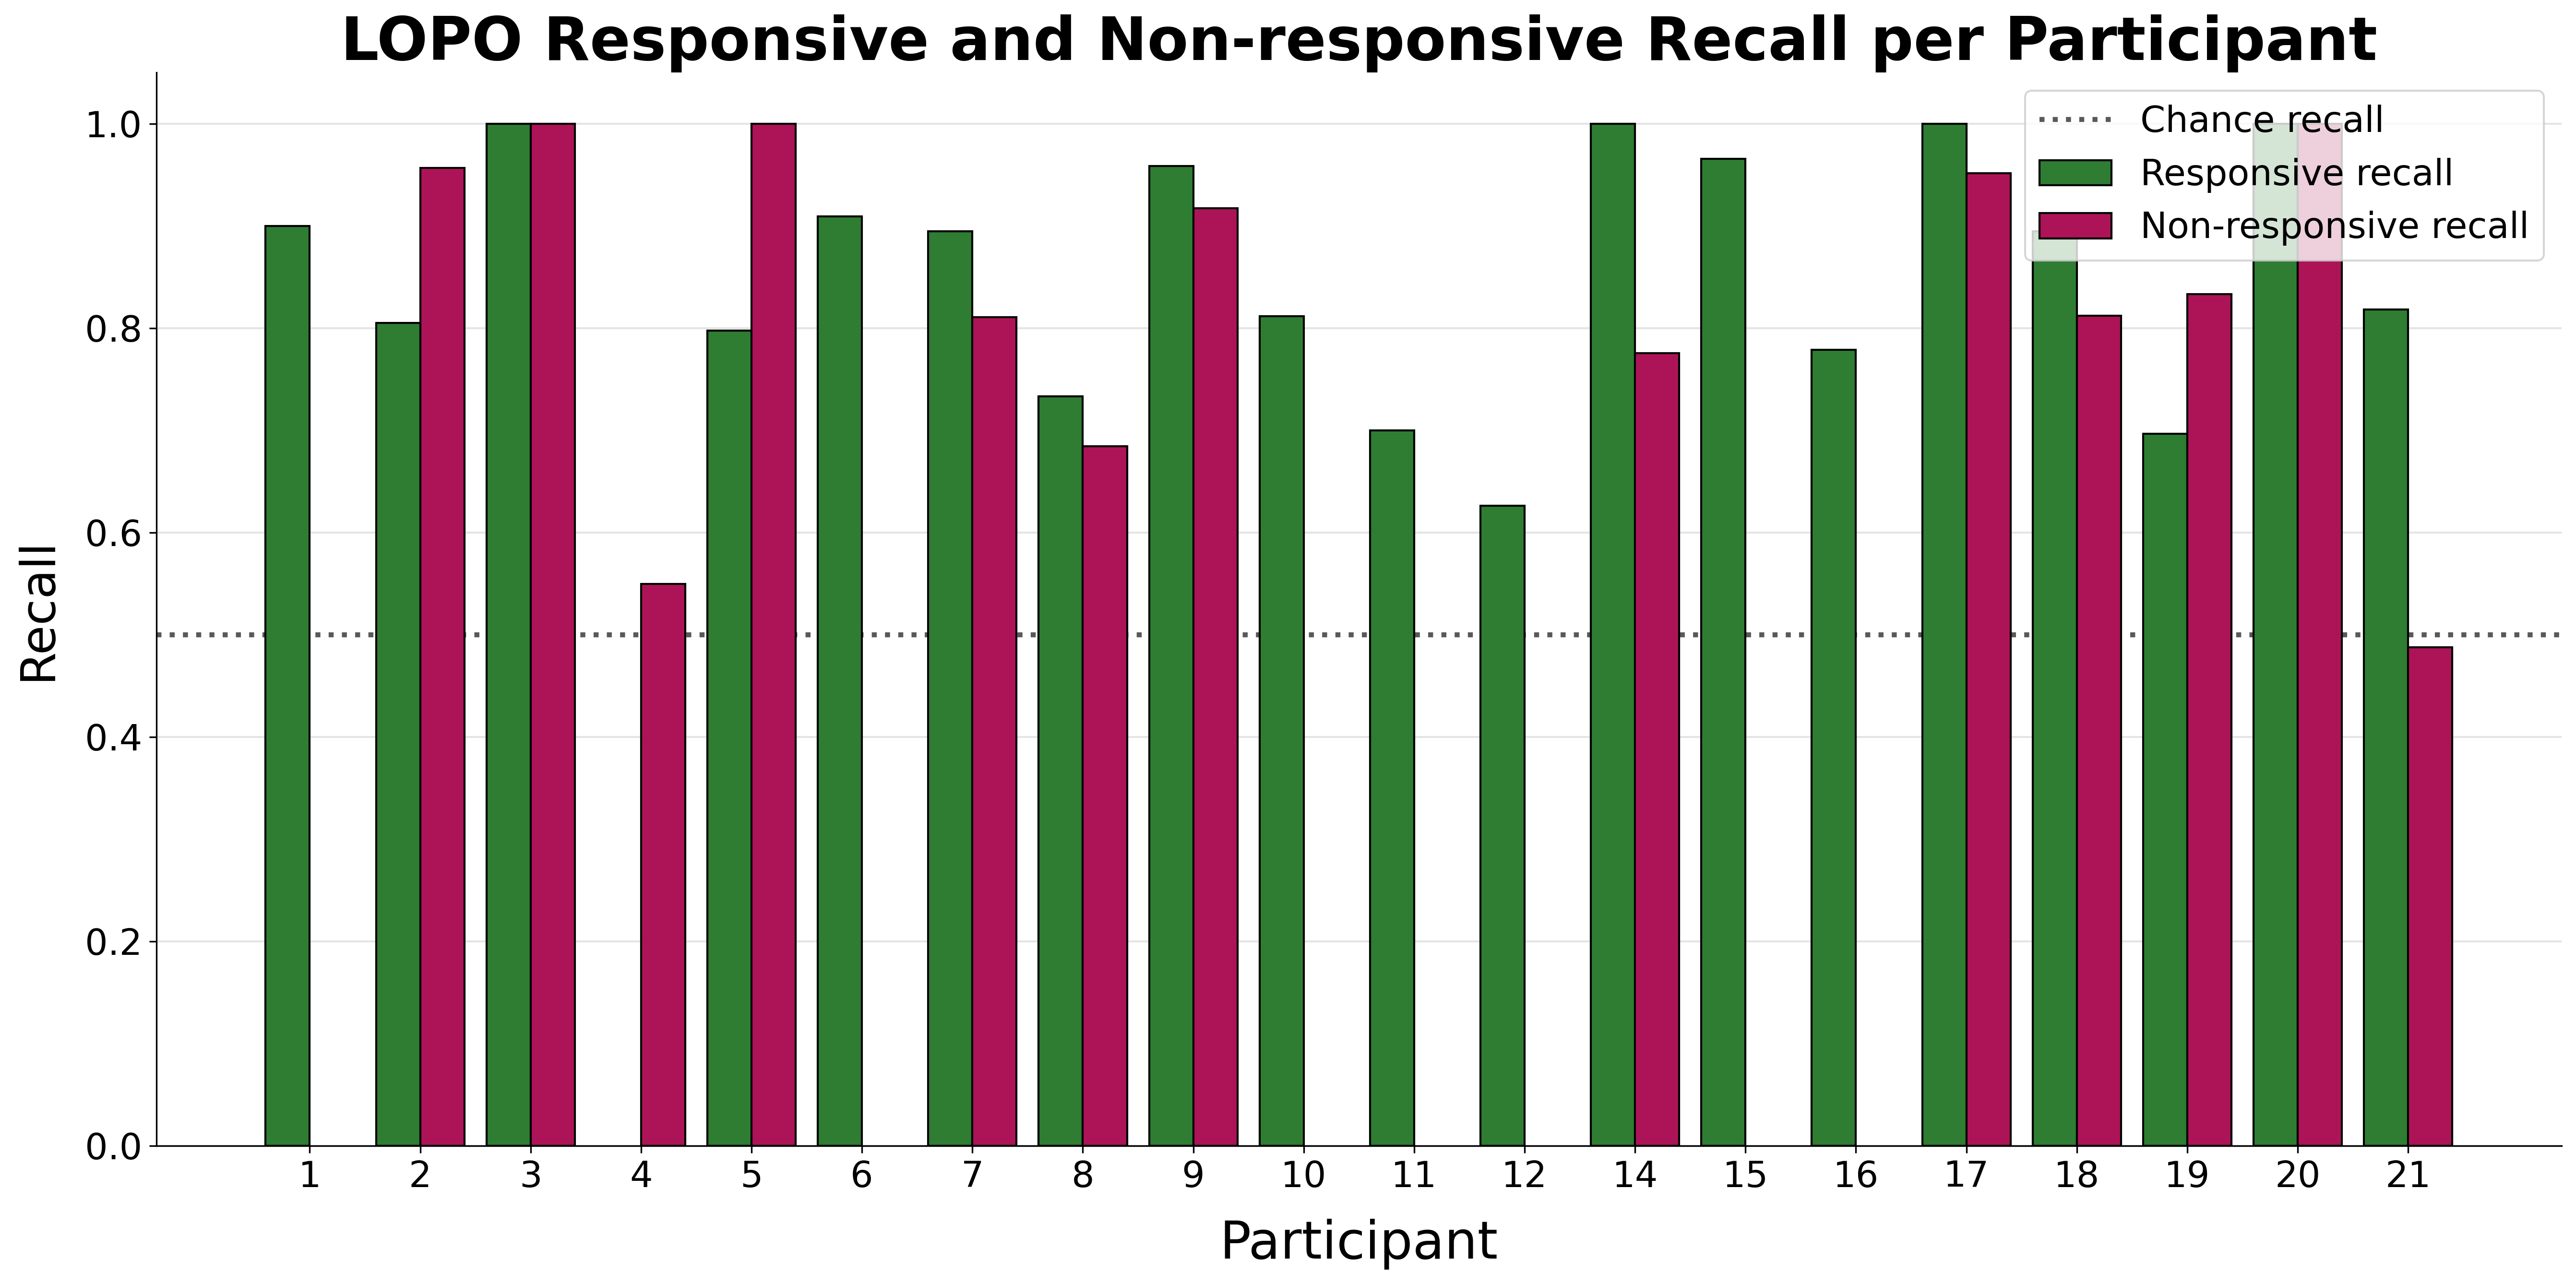 LOPO Responsive and Non-responsive Recall per Participant
Chance recall
Responsive recall
Non-responsive recall
1.0
0.8
0.6
0.4
0.2
0.0
Recall
1 2 3 4 5 6 7 8 9 10 11 12 14 15 16 17 18 19 20 21
Participant